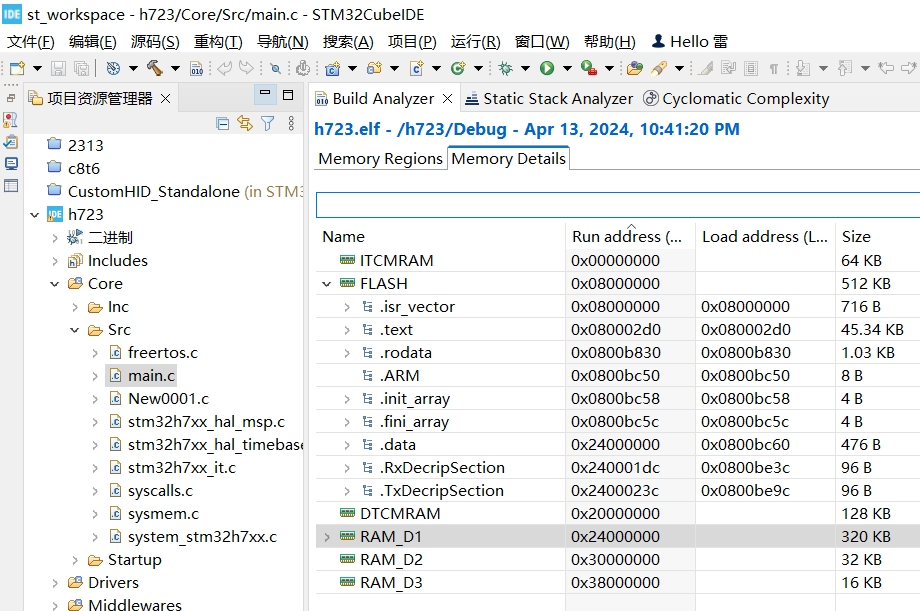 IDE st_workspace - h723/Core/Src/main.c - STM32CubeIDE
文件(F) 编辑(E) 源码(S) 重构(T) 导航(N) 搜索(A) 项目(P) 运行(R) 窗口(W) 帮助(H) Hello 雷
项目资源管理器
2313
c8t6
CustomHID_Standalone (in STM3
IDE h723
二进制
Includes
Core
Inc
Src
freertos.c
main.c
New0001.c
stm32h7xx_hal_msp.c
stm32h7xx_hal_timebase
stm32h7xx_it.c
syscalls.c
sysmem.c
system_stm32h7xx.c
Startup
Drivers
Middlewares
Build Analyzer Static Stack Analyzer Cyclomatic Complexity
h723.elf - /h723/Debug - Apr 13, 2024, 10:41:20 PM
Memory Regions Memory Details
Name Run address (... Load address (L... Size
ITCMRAM 0x00000000 64 KB
FLASH 0x08000000 512 KB
.isr_vector 0x08000000 0x08000000 716 B
.text 0x080002d0 0x080002d0 45.34 KB
.rodata 0x0800b830 0x0800b830 1.03 KB
.ARM 0x0800bc50 0x0800bc50 8 B
.init_array 0x0800bc58 0x0800bc58 4 B
.fini_array 0x0800bc5c 0x0800bc5c 4 B
.data 0x24000000 0x0800bc60 476 B
.RxDecripSection 0x240001dc 0x0800be3c 96 B
.TxDecripSection 0x2400023c 0x0800be9c 96 B
DTCMRAM 0x20000000 128 KB
RAM_D1 0x24000000 320 KB
RAM_D2 0x30000000 32 KB
RAM_D3 0x38000000 16 KB